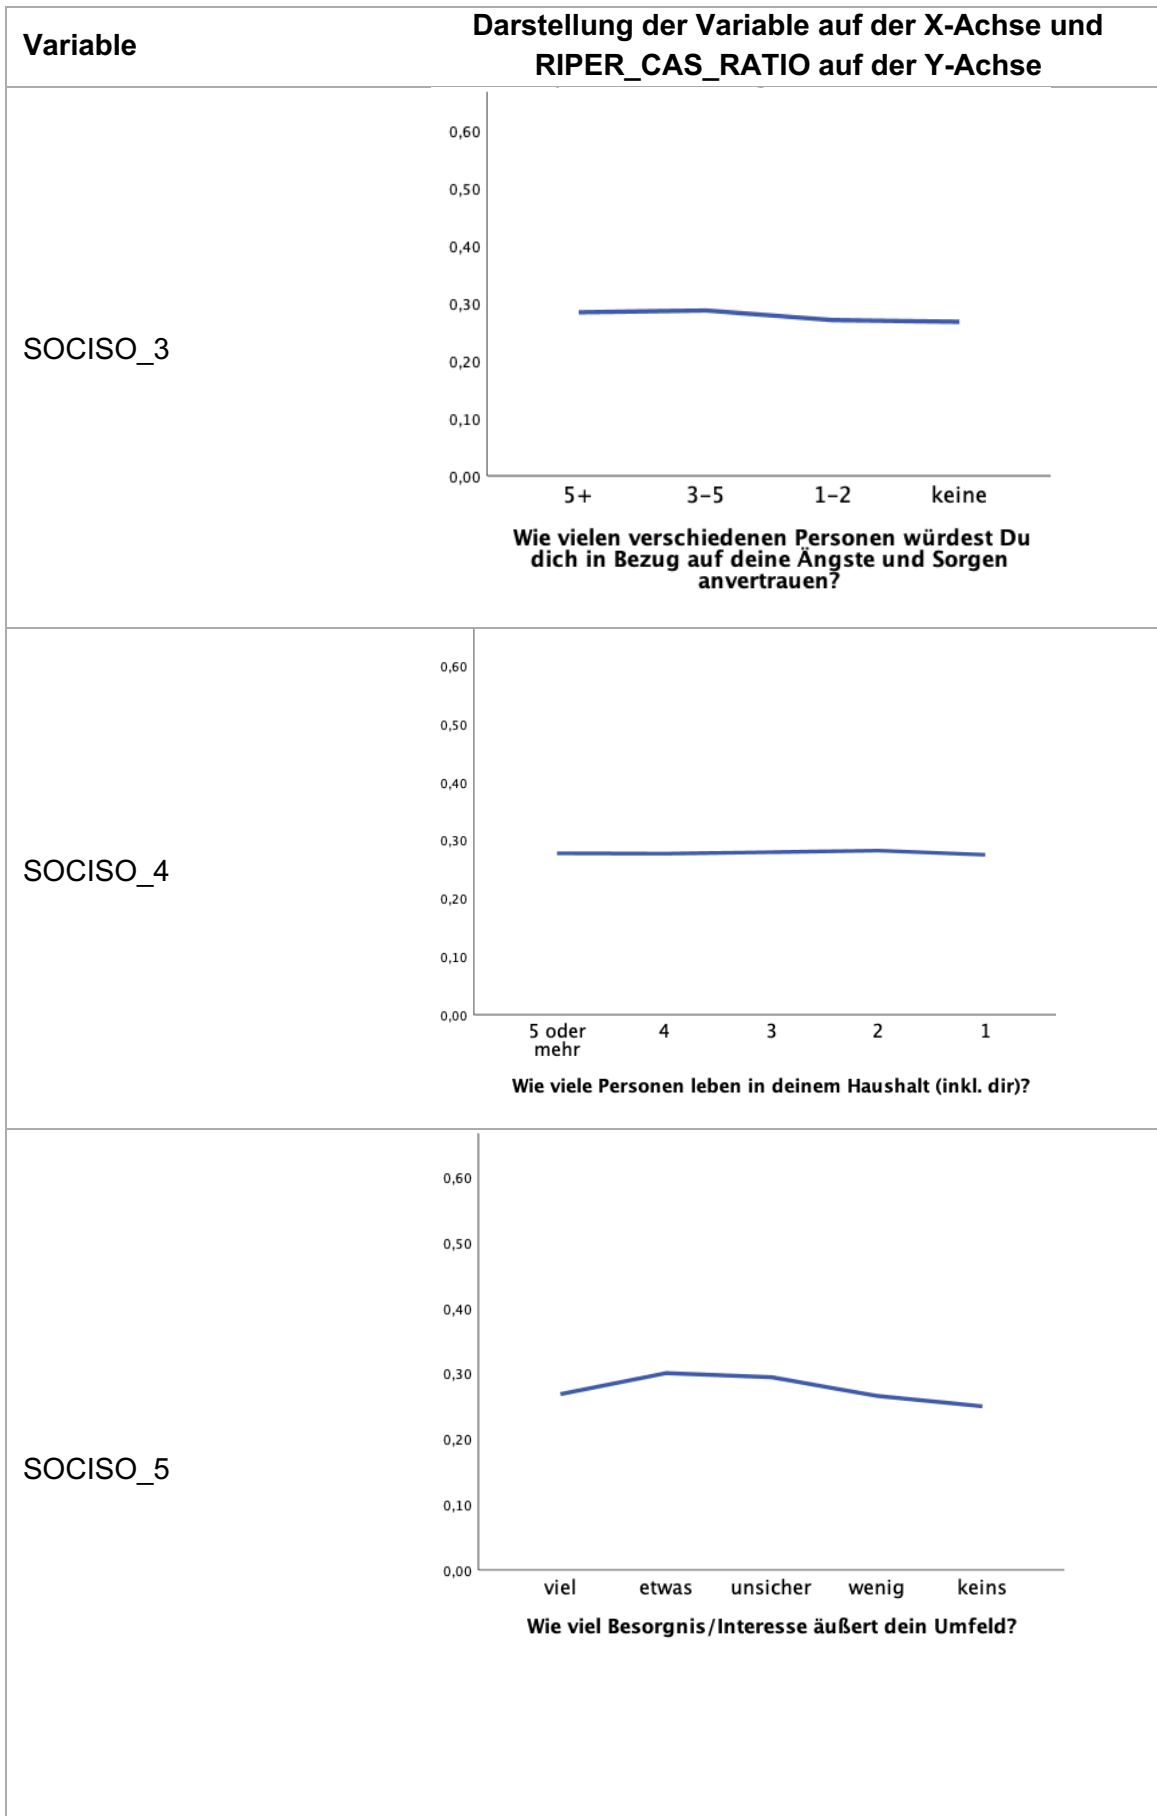 Variable
Darstellung der Variable auf der X-Achse und
RIPER_CAS_RATIO auf der Y-Achse
SOCISO_3
0,60
0,50
0,40
0,30
0,20
0,10
0,00
5+ 3–5 1–2 keine
Wie vielen verschiedenen Personen würdest Du
dich in Bezug auf deine Ängste und Sorgen
anvertrauen?
SOCISO_4
0,60
0,50
0,40
0,30
0,20
0,10
0,00
5 oder 4 3 2 1
mehr
Wie viele Personen leben in deinem Haushalt (inkl. dir)?
SOCISO_5
0,60
0,50
0,40
0,30
0,20
0,10
0,00
viel etwas unsicher wenig keins
Wie viel Besorgnis/Interesse äußert dein Umfeld?